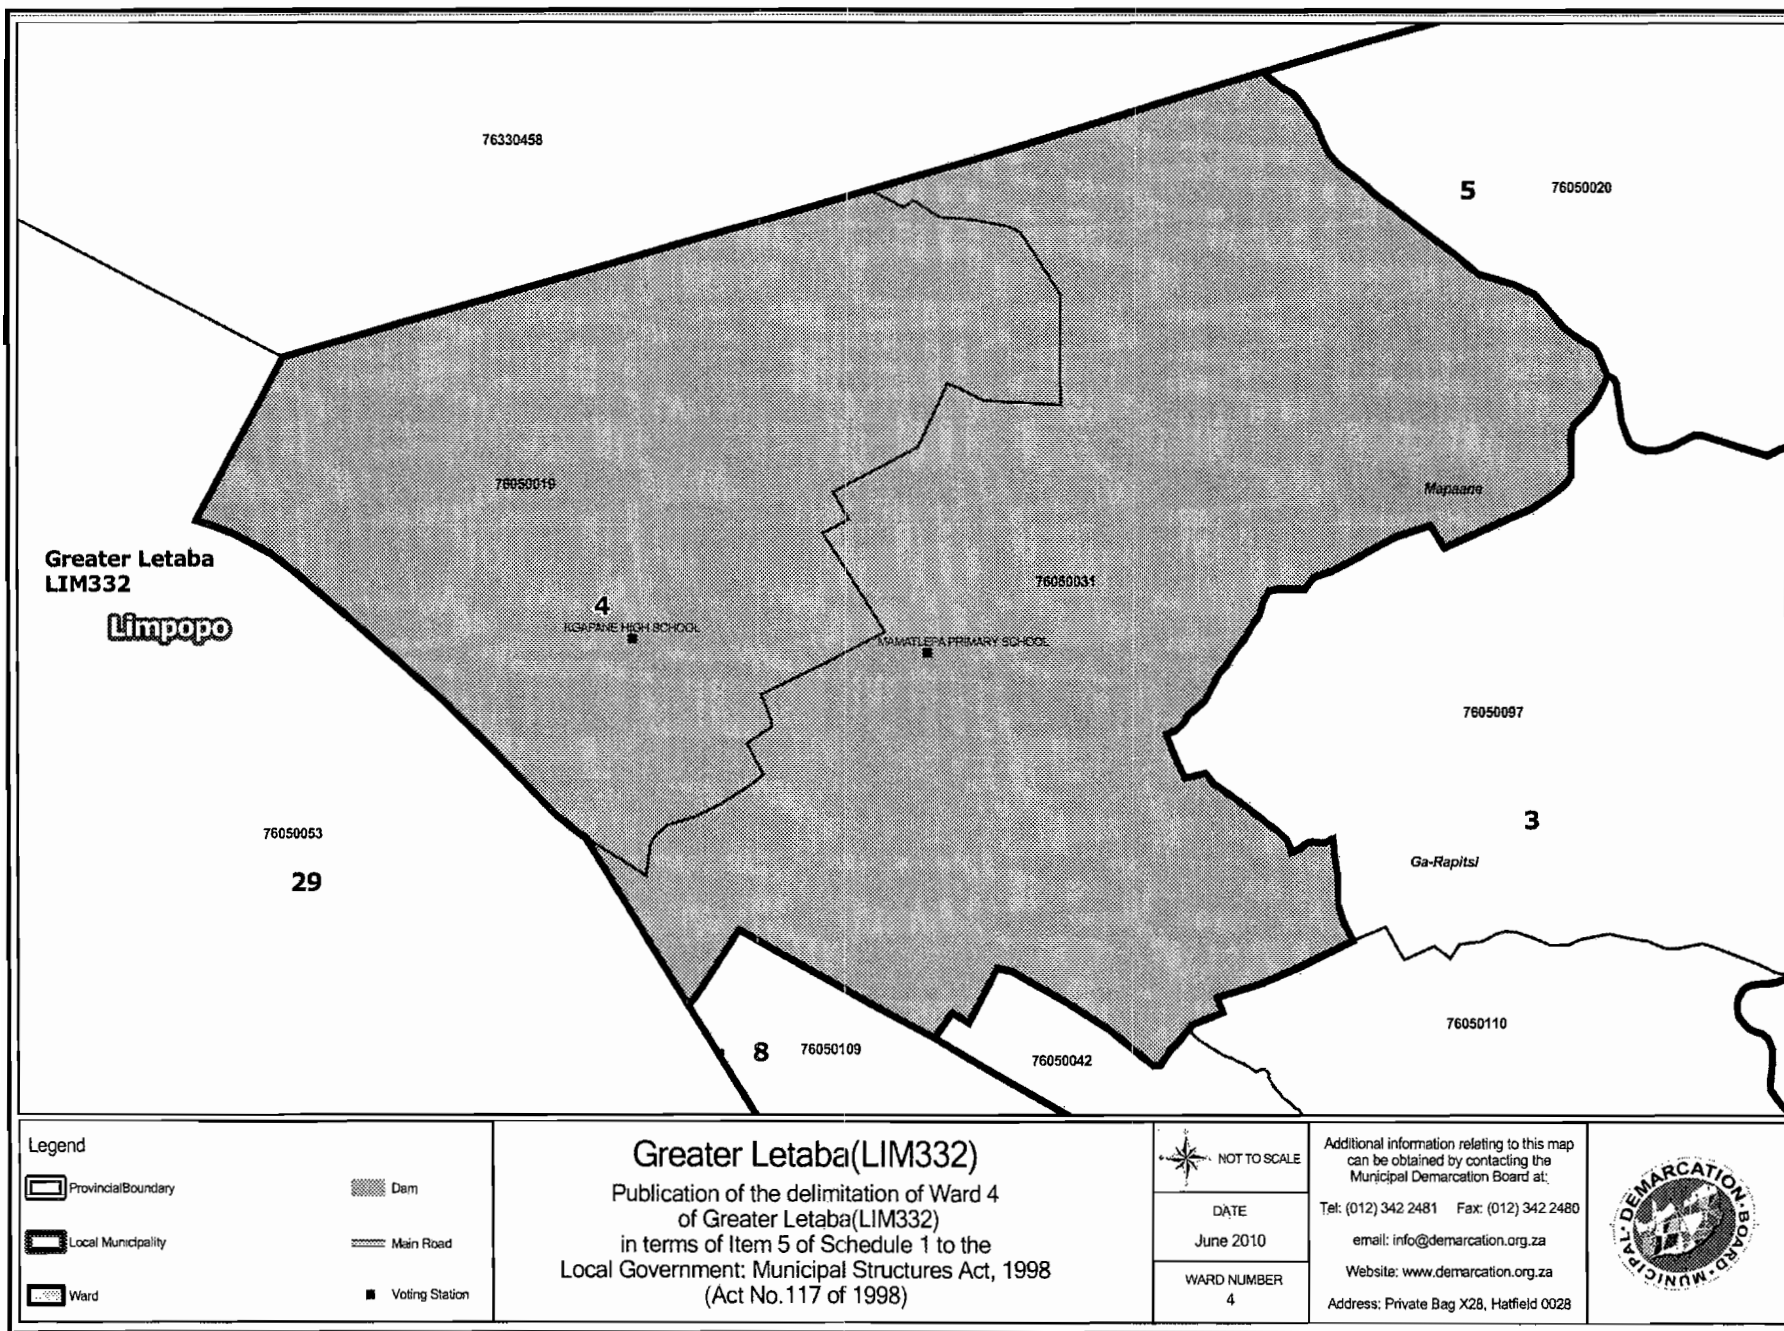 76330458
5
76050020
76050019
Mapaane
Greater Letaba
LIM332
Limpopo
76050031
4
KGAPANE HIGH SCHOOL
MAMATLEPA PRIMARY SCHOOL
76050097
3
76050053
29
Ga-Rapitsi
76050110
8
76050109
76050042
Legend
ProvincialBoundary
Dam
Local Municipality
Main Road
Ward
Voting Station
Greater Letaba(LIM332)
Publication of the delimitation of Ward 4
of Greater Letaba(LIM332)
in terms of Item 5 of Schedule 1 to the
Local Government: Municipal Structures Act, 1998
(Act No.117 of 1998)
NOT TO SCALE
DATE
June 2010
WARD NUMBER
4
Additional information relating to this map
can be obtained by contacting the
Municipal Demarcation Board at:
Tel: (012) 342 2481 Fax: (012) 342 2480
email: info@demarcation.org.za
Website: www.demarcation.org.za
Address: Private Bag X28, Hatfield 0028
MUNICIPAL • DEMARCATION • BOARD •